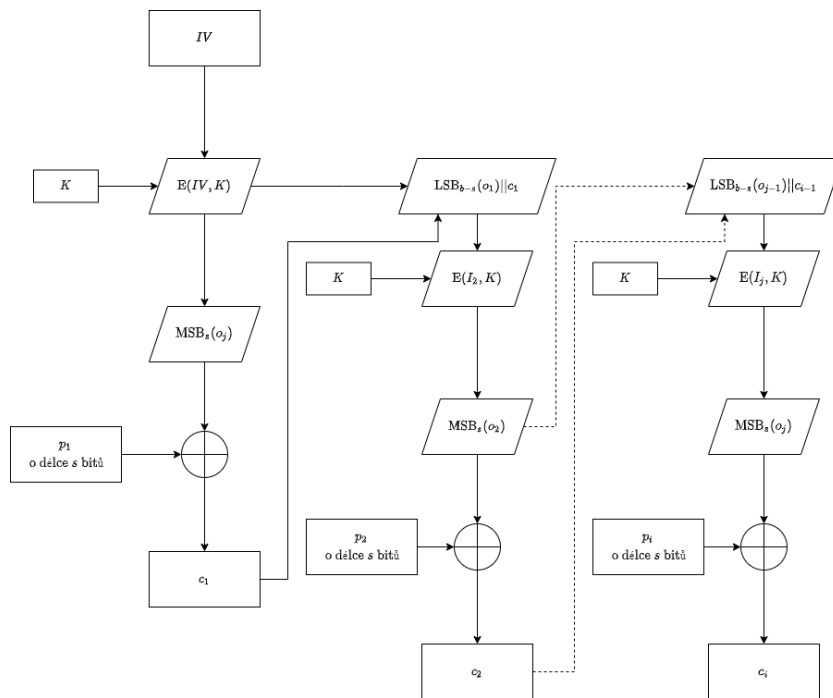 IV
K
E(IV, K)
LSB_{b−s}(o_1)||c_1
LSB_{b−s}(o_{j−1})||c_{i−1}
K
E(I_2, K)
K
E(I_j, K)
MSB_s(o_j)
MSB_s(o_2)
MSB_s(o_j)
p_1
o délce s bitů
p_2
o délce s bitů
p_i
o délce s bitů
c_1
c_2
c_i